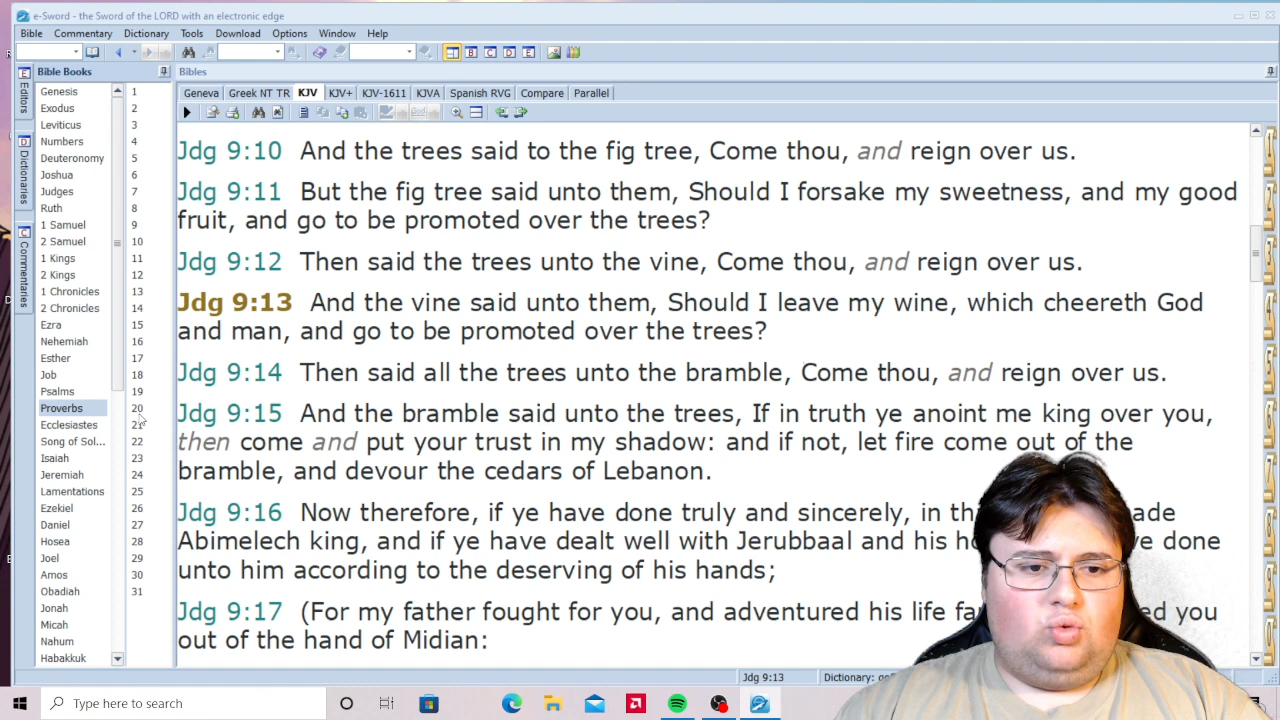 e-Sword - the Sword of the LORD with an electronic edge
Bible Commentary Dictionary Tools Download Options Window Help
B C D E
Bible Books
Bibles
E Editors
D Dictionaries
C Commentaries
Genesis 1
Exodus 2
Leviticus 3
Numbers 4
Deuteronomy 5
Joshua 6
Judges 7
Ruth 8
1 Samuel 9
2 Samuel 10
1 Kings 11
2 Kings 12
1 Chronicles 13
2 Chronicles 14
Ezra 15
Nehemiah 16
Esther 17
Job 18
Psalms 19
Proverbs 20
Ecclesiastes 21
Song of Sol... 22
Isaiah 23
Jeremiah 24
Lamentations 25
Ezekiel 26
Daniel 27
Hosea 28
Joel 29
Amos 30
Obadiah 31
Jonah
Micah
Nahum
Habakkuk
Geneva Greek NT TR KJV KJV+ KJV-1611 KJVA Spanish RVG Compare Parallel
Jdg 9:10 And the trees said to the fig tree, Come thou, and reign over us.
Jdg 9:11 But the fig tree said unto them, Should I forsake my sweetness, and my good
fruit, and go to be promoted over the trees?
Jdg 9:12 Then said the trees unto the vine, Come thou, and reign over us.
Jdg 9:13 And the vine said unto them, Should I leave my wine, which cheereth God
and man, and go to be promoted over the trees?
Jdg 9:14 Then said all the trees unto the bramble, Come thou, and reign over us.
Jdg 9:15 And the bramble said unto the trees, If in truth ye anoint me king over you,
then come and put your trust in my shadow: and if not, let fire come out of the
bramble, and devour the cedars of Lebanon.
Jdg 9:16 Now therefore, if ye have done truly and sincerely, in th ade
Abimelech king, and if ye have dealt well with Jerubbaal and his ho ve done
unto him according to the deserving of his hands;
Jdg 9:17 (For my father fought for you, and adventured his life fa ed you
out of the hand of Midian:
Jdg 9:13
Dictionary:
Type here to search